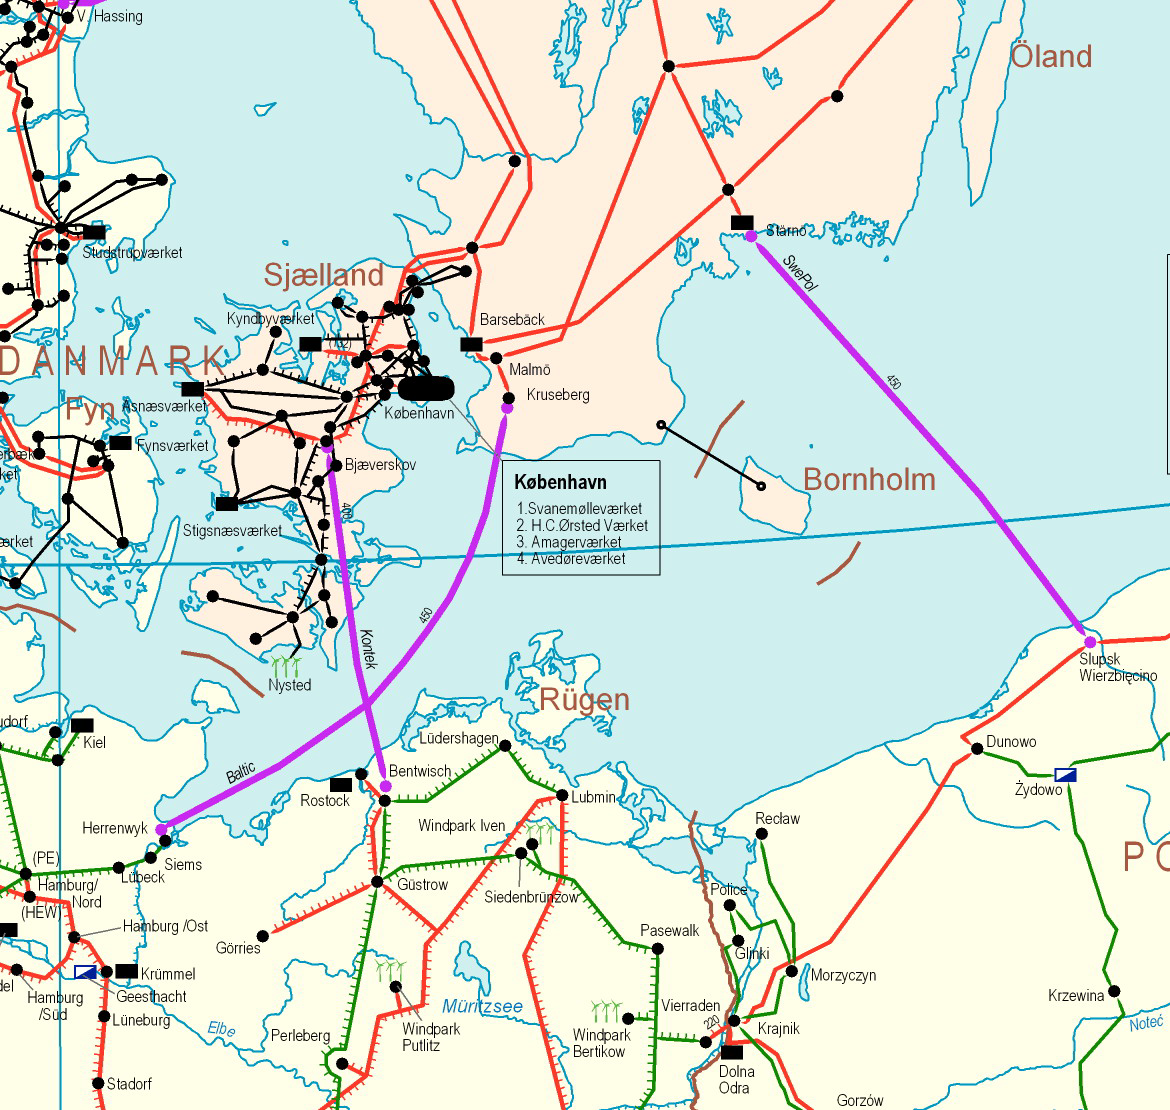 V. Hassing
Öland
Studstrupværket
Sjælland
Stärnö
SwePol
Kyndbyværket
(132)
Barsebäck
DANMARK
Malmö
450
Asnæsværket
København
Kruseberg
Fyn
Fynsværket
Bjæverskov
København
Bornholm
1.Svanemølleværket
2. H.C.Ørsted Værket
3. Amagerværket
4. Avedøreværket
400
Stigsnæsværket
450
Kontek
Nysted
Slupsk
Wierzbięcino
Rügen
Kiel
Lüdershagen
Dunowo
Żydowo
Baltic
Bentwisch
Rostock
Lubmin
Herrenwyk
Windpark Iven
Recław
(PE)
Siems
Lübeck
Hamburg/
Nord
(HEW)
Güstrow
Siedenbrünzow
Police
Hamburg /Ost
Görries
Pasewalk
Glinki
Krümmel
Morzyczyn
Geesthacht
Hamburg
/Süd
Lüneburg
Müritzsee
Vierraden
Krzewina
Elbe
Perleberg
Windpark
Putlitz
Windpark
Bertikow
220
Krajnik
Noteć
Dolna
Odra
Stadorf
Gorzów